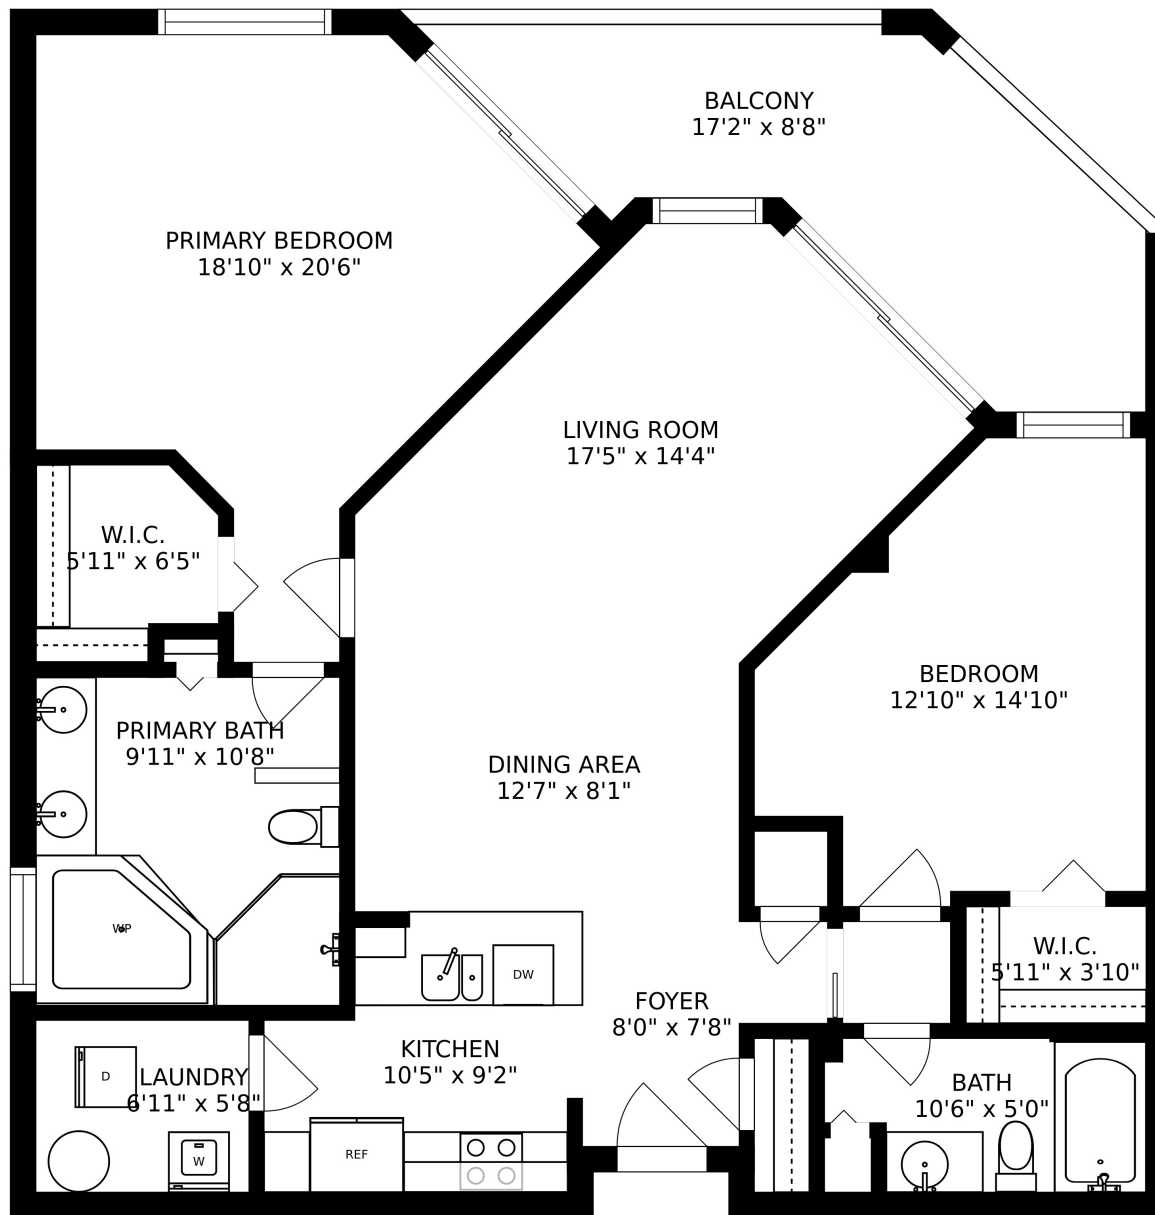 BALCONY
17'2" x 8'8"
PRIMARY BEDROOM
18'10" x 20'6"
LIVING ROOM
17'5" x 14'4"
W.I.C.
5'11" x 6'5"
BEDROOM
12'10" x 14'10"
PRIMARY BATH
9'11" x 10'8"
DINING AREA
12'7" x 8'1"
WP
DW
W.I.C.
5'11" x 3'10"
FOYER
8'0" x 7'8"
KITCHEN
10'5" x 9'2"
D
LAUNDRY
6'11" x 5'8"
BATH
10'6" x 5'0"
REF
W